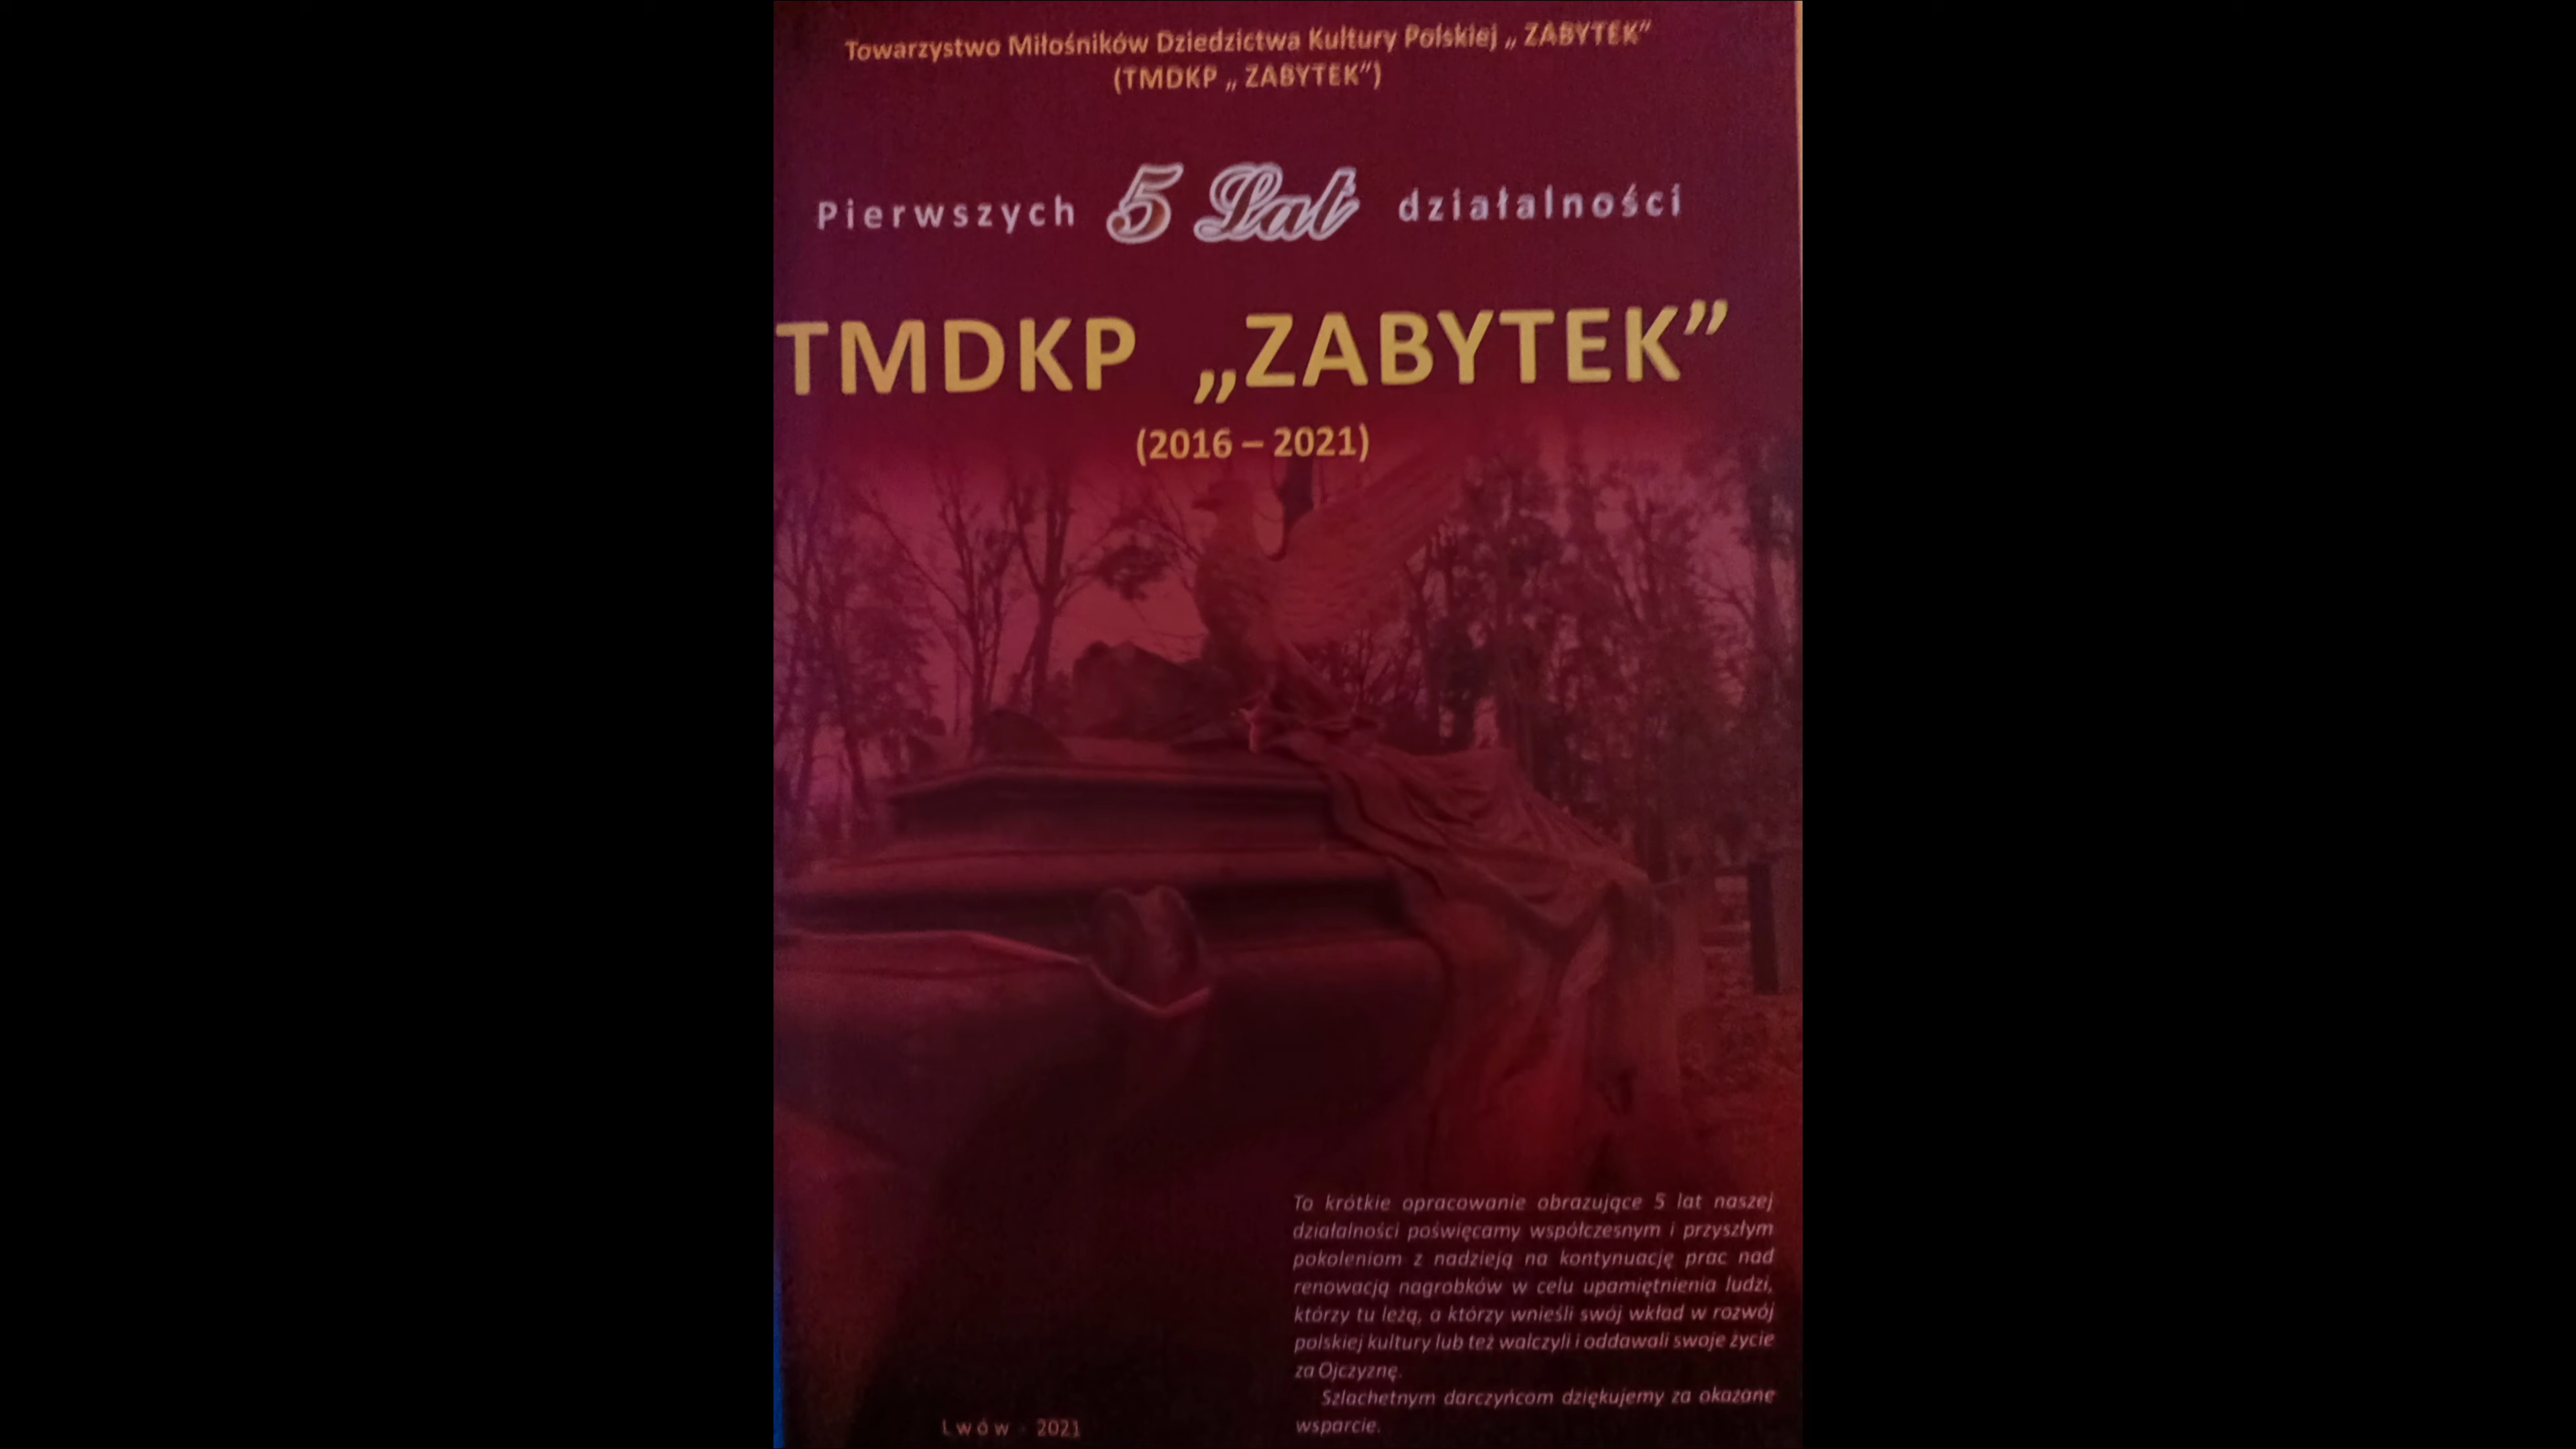 Towarzystwo Miłośników Dziedzictwa Kultury Polskiej „ ZABYTEK”
(TMDKP „ ZABYTEK”)
Pierwszych 5 Lat działalności
TMDKP „ZABYTEK”
(2016 – 2021)
To krótkie opracowanie obrazujące 5 lat naszej
działalności poświęcamy współczesnym i przyszłym
pokoleniom z nadzieją na kontynuację prac nad
renowacją nagrobków w celu upamiętnienia ludzi,
którzy tu leżą, a którzy wnieśli swój wkład w rozwój
polskiej kultury lub też walczyli i oddawali swoje życie
za Ojczyznę.
Szlachetnym darczyńcom dziękujemy za okazane
wsparcie.
Lwów - 2021